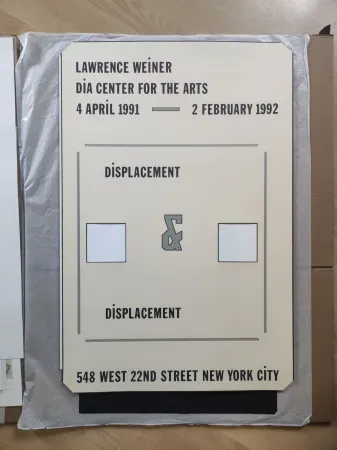 LAWRENCE WEiNER
DiA CENTER FOR THE ARTS
4 APRiL 1991 — 2 FEBRUARY 1992
DiSPLACEMENT
&
DiSPLACEMENT
548 WEST 22ND STREET NEW YORK CiTY